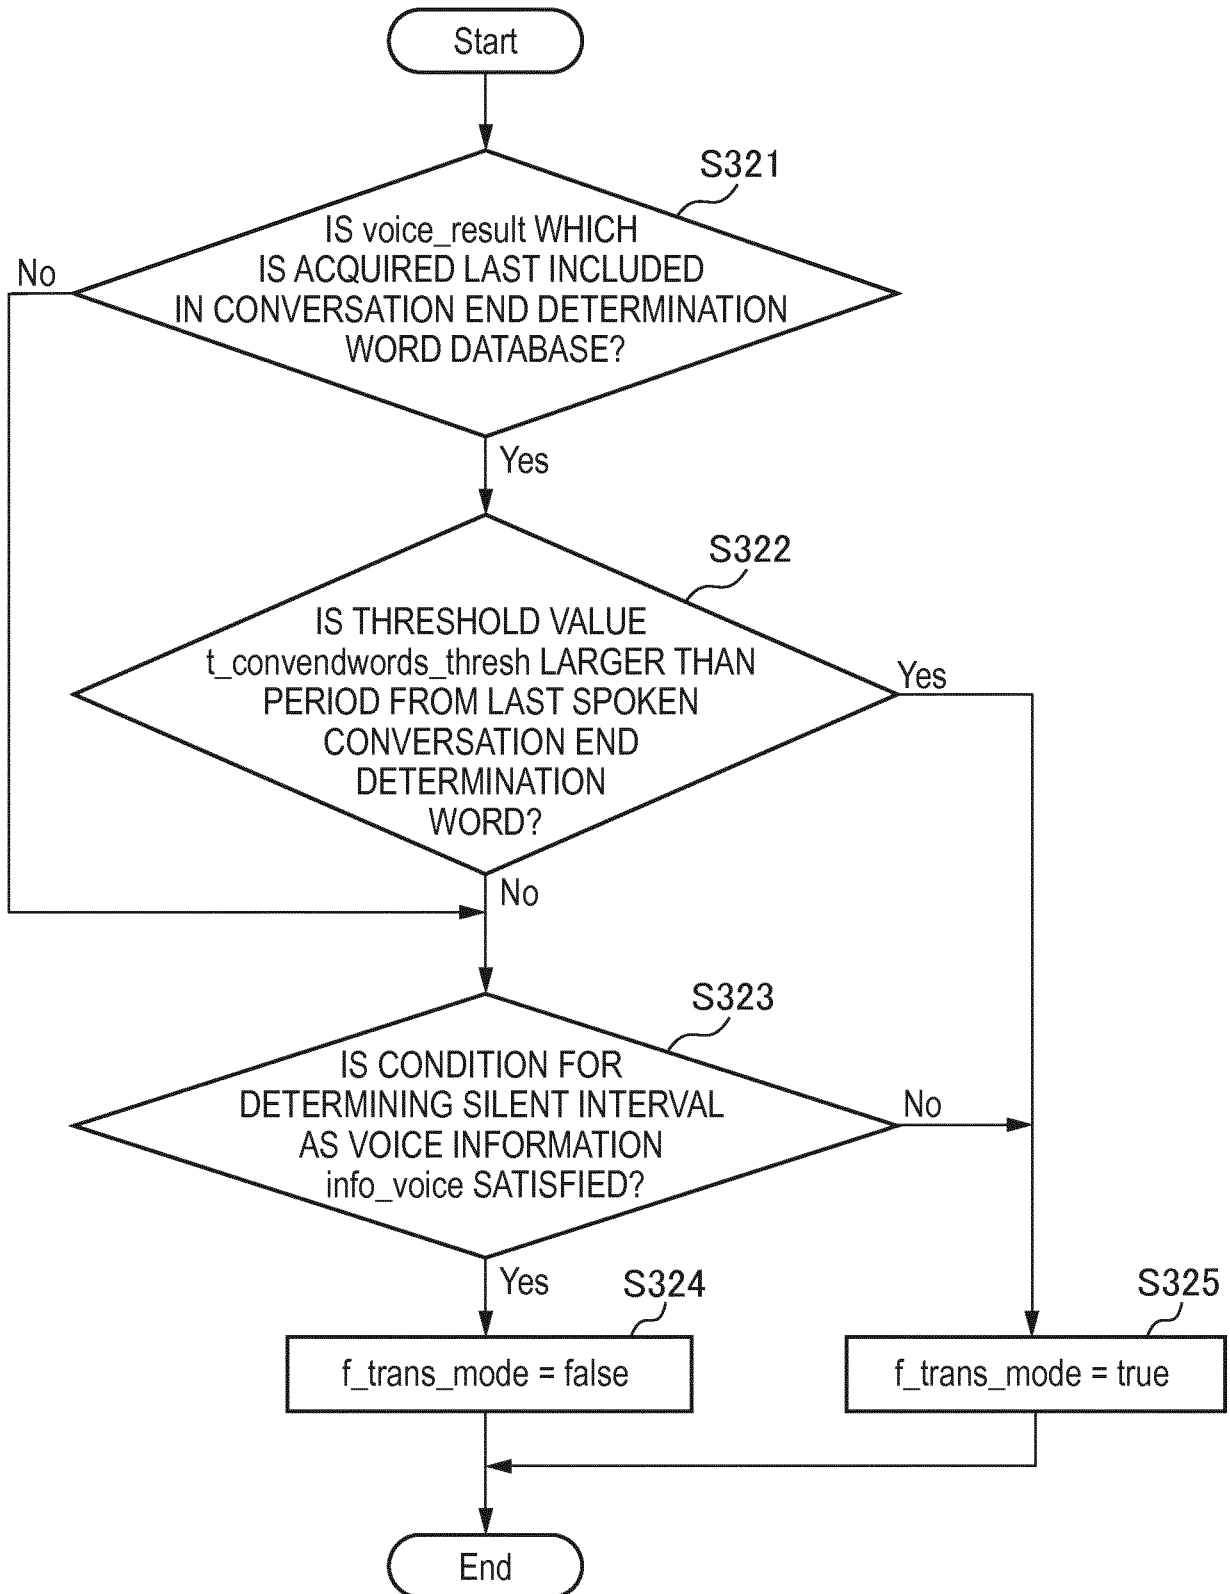 Start
S321
IS voice_result WHICH
IS ACQUIRED LAST INCLUDED
IN CONVERSATION END DETERMINATION
WORD DATABASE?
No
Yes
S322
IS THRESHOLD VALUE
t_convendwords_thresh LARGER THAN
PERIOD FROM LAST SPOKEN
CONVERSATION END
DETERMINATION
WORD?
Yes
No
S323
IS CONDITION FOR
DETERMINING SILENT INTERVAL
AS VOICE INFORMATION
info_voice SATISFIED?
No
Yes
S324
f_trans_mode = false
S325
f_trans_mode = true
End